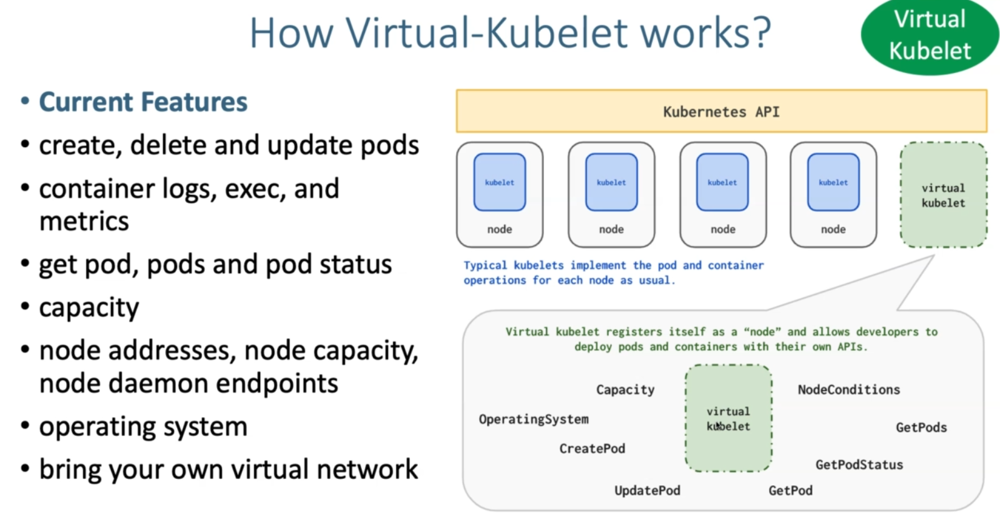 How Virtual-Kubelet works?
Virtual
Kubelet
• Current Features
• create, delete and update pods
• container logs, exec, and
metrics
• get pod, pods and pod status
• capacity
• node addresses, node capacity,
node daemon endpoints
• operating system
• bring your own virtual network
Kubernetes API
kubelet
node
kubelet
node
kubelet
node
kubelet
node
virtual
kubelet
Typical kubelets implement the pod and container
operations for each node as usual.
Virtual kubelet registers itself as a “node” and allows developers to
deploy pods and containers with their own APIs.
Capacity
NodeConditions
OperatingSystem
virtual
kubelet
GetPods
CreatePod
GetPodStatus
UpdatePod
GetPod